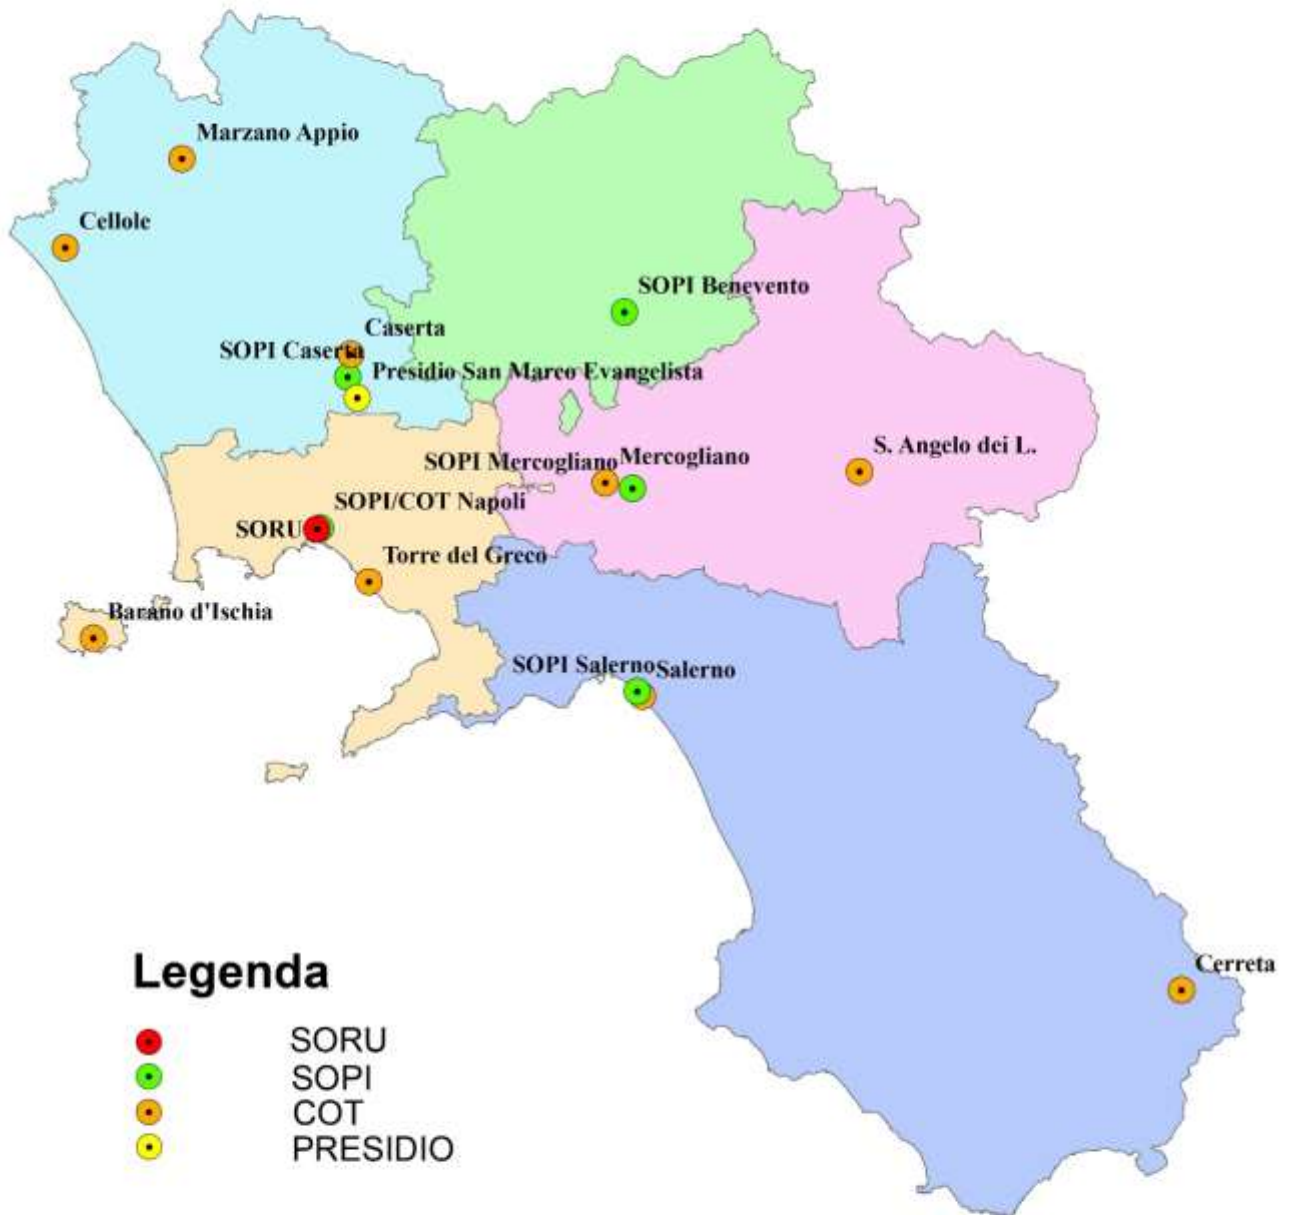 Marzano Appio
Cellole
SOPI Benevento
Caserta
SOPI Caserta
Presidio San Marco Evangelista
S. Angelo dei L.
SOPI Mercogliano
Mercogliano
SOPI/COT Napoli
SORU
Torre del Greco
Barano d'Ischia
SOPI Salerno
Salerno
Cerreta
Legenda
SORU
SOPI
COT
PRESIDIO